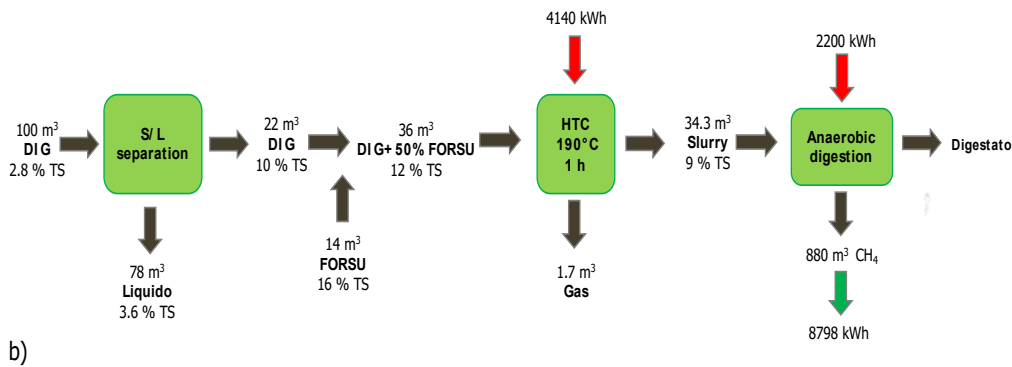 4140 kWh
2200 kWh
100 m³
DIG
2.8 % TS
S/L
separation
22 m³
DIG
10 % TS
36 m³
DIG+ 50% FORSU
12 % TS
HTC
190°C
1 h
34.3 m³
Slurry
9 % TS
Anaerobic
digestion
Digestato
78 m³
Liquido
3.6 % TS
14 m³
FORSU
16 % TS
1.7 m³
Gas
880 m³ CH₄
8798 kWh
b)